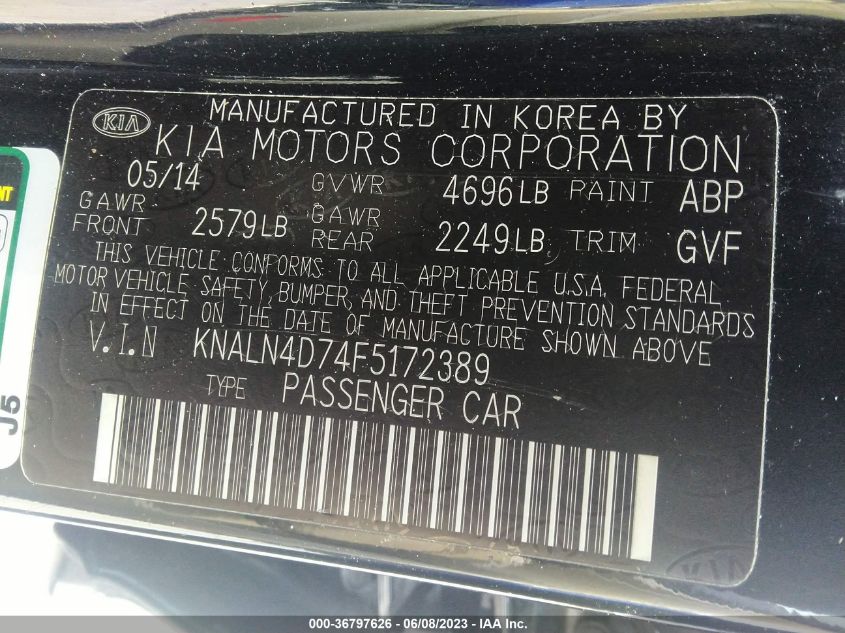 MANUFACTURED IN KOREA BY
KIA KIA MOTORS CORPORATION
05/14 GVWR 4696LB PAINT ABP
GAWR FRONT 2579LB GAWR REAR 2249LB TRIM GVF
THIS VEHICLE CONFORMS TO ALL APPLICABLE U.S.A. FEDERAL
MOTOR VEHICLE SAFETY, BUMPER, AND THEFT PREVENTION STANDARDS
IN EFFECT ON THE DATE OF MANUFACTURE SHOWN ABOVE.
V.I.N KNALN4D74F5172389
TYPE PASSENGER CAR
J5
KIA
000-36797626 - 06/08/2023 - IAA Inc.